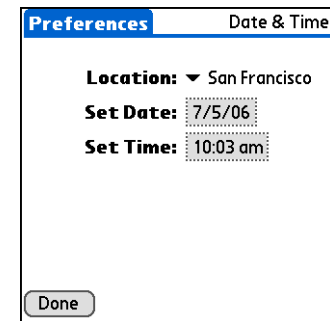 Preferences Date & Time
Location: San Francisco
Set Date: 7/5/06
Set Time: 10:03 am
Done